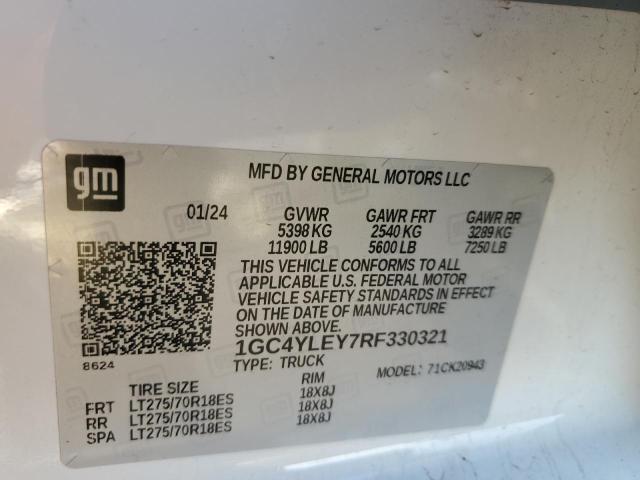 gm
MFD BY GENERAL MOTORS LLC
01/24 GVWR GAWR FRT GAWR RR
5398 KG 2540 KG 3289 KG
11900 LB 5600 LB 7250 LB
THIS VEHICLE CONFORMS TO ALL
APPLICABLE U.S. FEDERAL MOTOR
VEHICLE SAFETY STANDARDS IN EFFECT
ON THE DATE OF MANUFACTURE
SHOWN ABOVE.
8624
1GC4YLEY7RF330321
TYPE: TRUCK MODEL: 71CK20943
TIRE SIZE RIM
FRT LT275/70R18ES 18X8J
RR LT275/70R18ES 18X8J
SPA LT275/70R18ES 18X8J